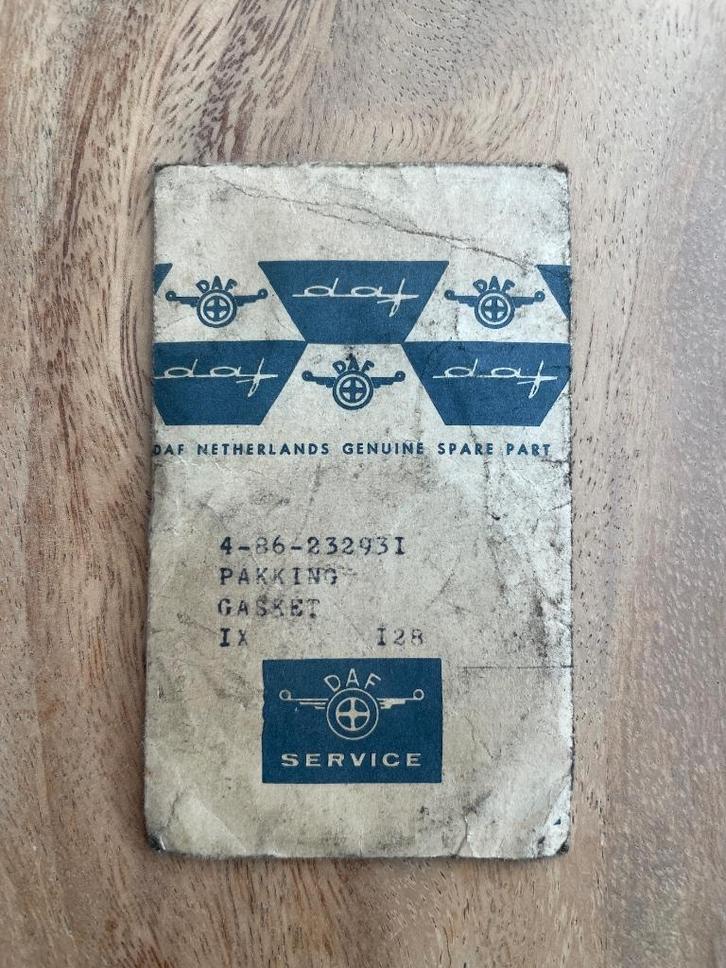 DAF daf DAF
daf DAF daf
DAF NETHERLANDS GENUINE SPARE PART
4-86-232931
PAKKING
GASKET
IX I28
DAF
SERVICE